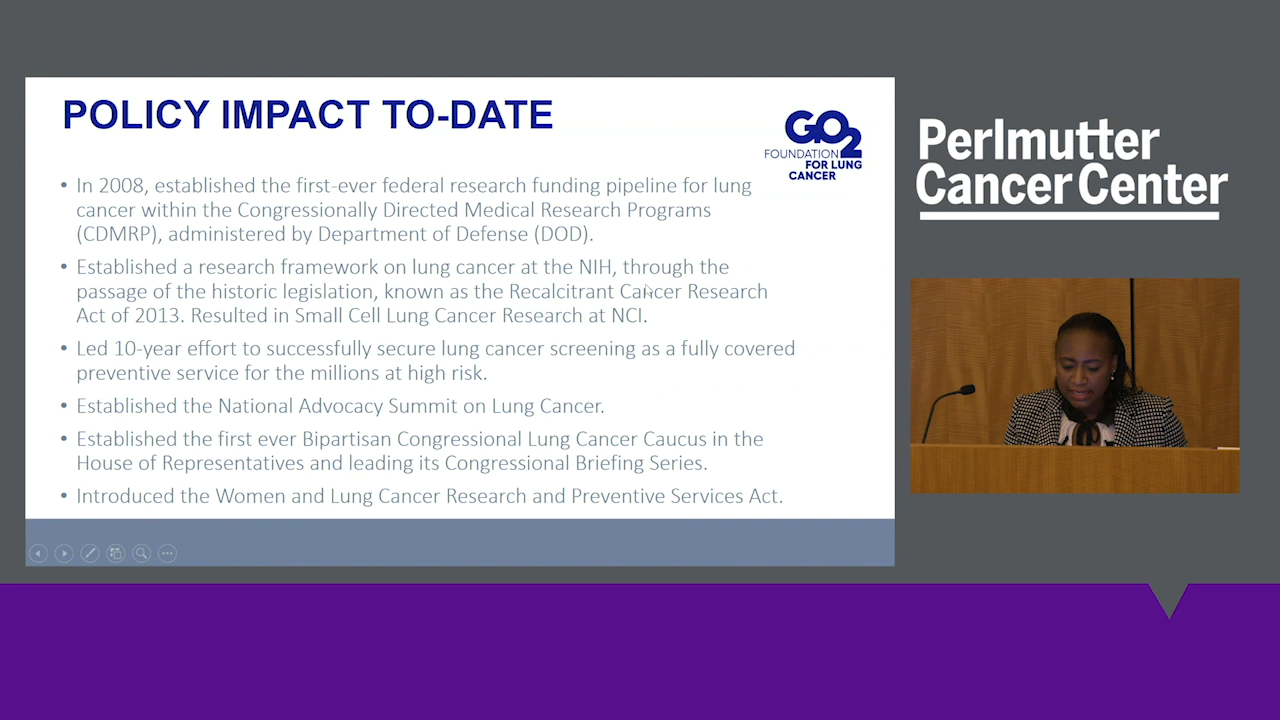 POLICY IMPACT TO-DATE
GO2
FOUNDATION
FOR LUNG
CANCER
• In 2008, established the first-ever federal research funding pipeline for lung
cancer within the Congressionally Directed Medical Research Programs
(CDMRP), administered by Department of Defense (DOD).
• Established a research framework on lung cancer at the NIH, through the
passage of the historic legislation, known as the Recalcitrant Cancer Research
Act of 2013. Resulted in Small Cell Lung Cancer Research at NCI.
• Led 10-year effort to successfully secure lung cancer screening as a fully covered
preventive service for the millions at high risk.
• Established the National Advocacy Summit on Lung Cancer.
• Established the first ever Bipartisan Congressional Lung Cancer Caucus in the
House of Representatives and leading its Congressional Briefing Series.
• Introduced the Women and Lung Cancer Research and Preventive Services Act.
Perlmutter
Cancer Center